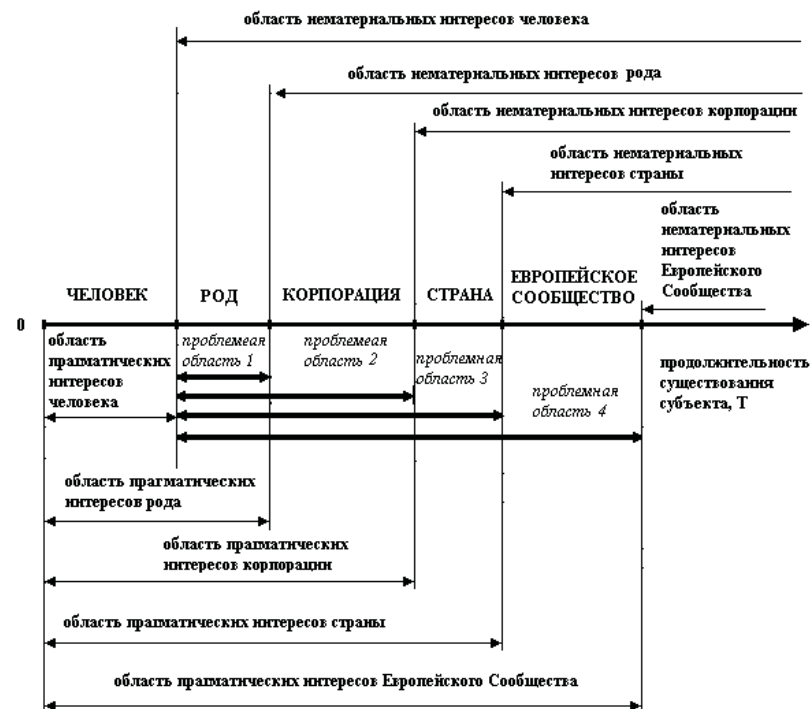 область нематериальных интересов человека
область нематериальных интересов рода
область нематериальных интересов корпорации
область нематериальных
интересов страны
область
нематериальных
интересов
Европейского
Сообщества
ЧЕЛОВЕК
РОД
КОРПОРАЦИЯ
СТРАНА
ЕВРОПЕЙСКОЕ
СООБЩЕСТВО
0
область
прагматических
интересов
человека
проблемеая
область 1
проблемеая
область 2
проблемная
область 3
проблемная
область 4
продолжительность
существования
субъекта, Т
область прагматических
интересов рода
область прагматических
интересов корпорации
область прагматических интересов страны
область прагматических интересов Европейского Сообщества